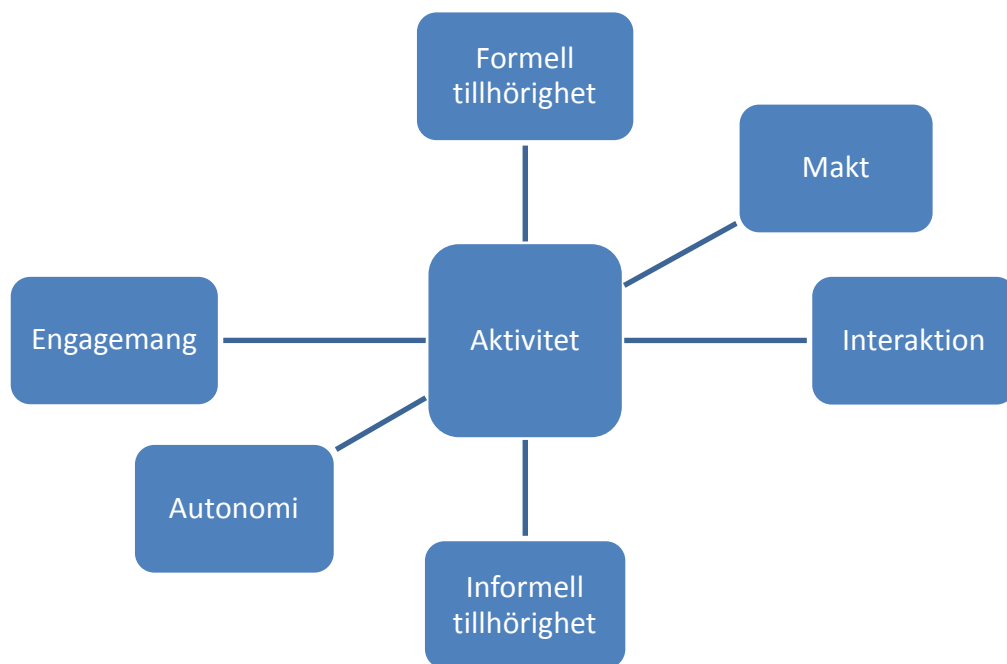 Formell
tillhörighet
Makt
Engagemang
Aktivitet
Interaktion
Autonomi
Informell
tillhörighet